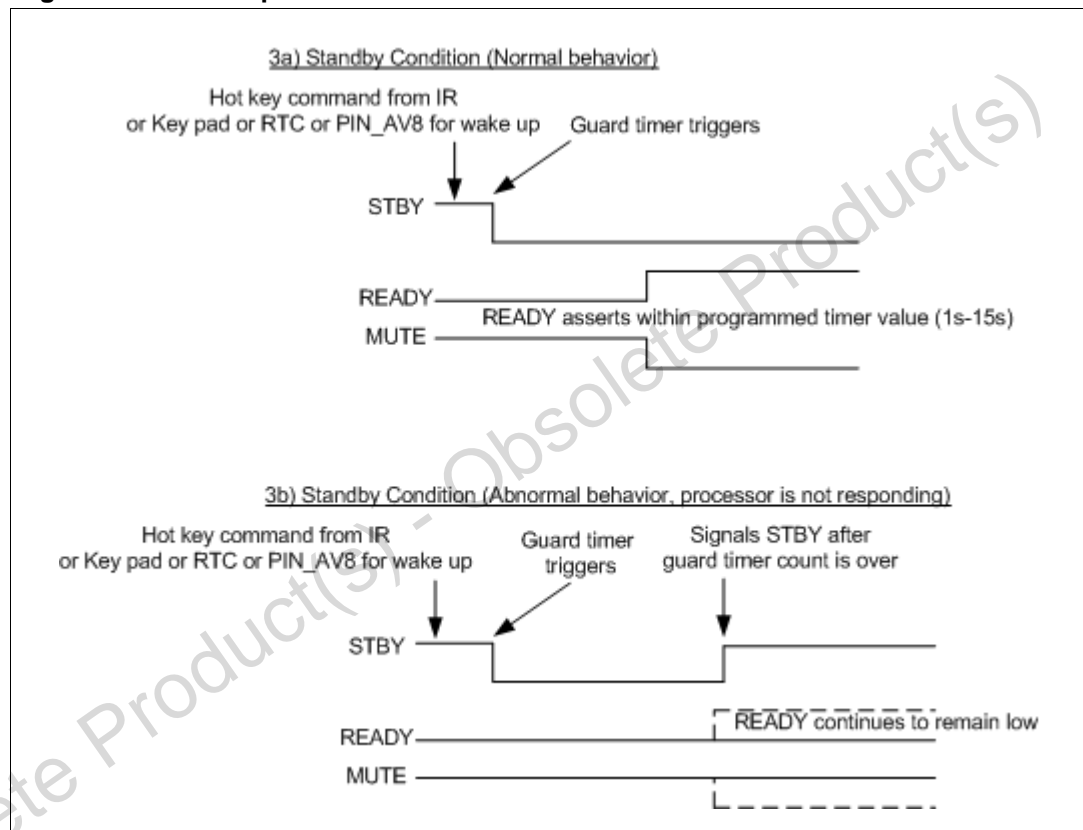 3a) Standby Condition (Normal behavior)
Hot key command from IR
or Key pad or RTC or PIN_AV8 for wake up
Guard timer triggers
STBY
READY
READY asserts within programmed timer value (1s-15s)
MUTE
3b) Standby Condition (Abnormal behavior, processor is not responding)
Hot key command from IR
or Key pad or RTC or PIN_AV8 for wake up
Guard timer
triggers
Signals STBY after
guard timer count is over
STBY
READY
READY continues to remain low
MUTE
Obsolete Product(s) - Obsolete Product(s)